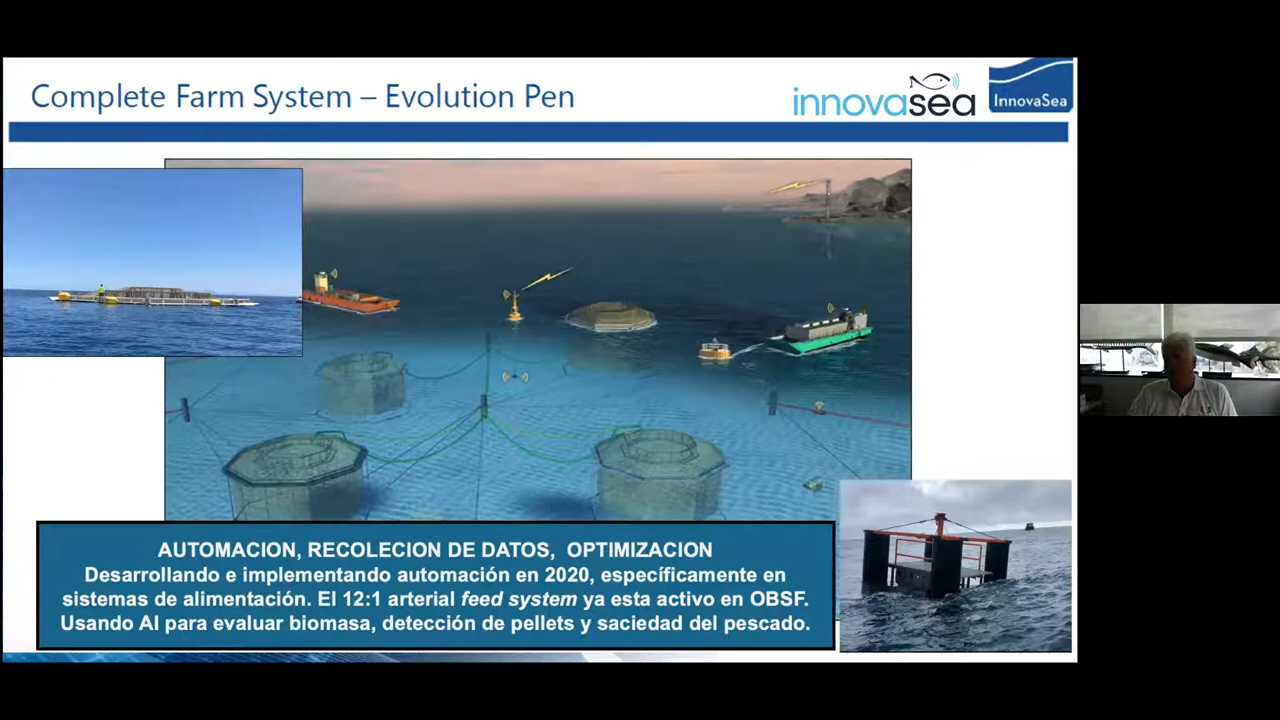 Complete Farm System – Evolution Pen
innovasea
InnovaSea
AUTOMACION, RECOLECION DE DATOS, OPTIMIZACION
Desarrollando e implementando automación en 2020, específicamente en
sistemas de alimentación. El 12:1 arterial feed system ya esta activo en OBSF.
Usando AI para evaluar biomasa, detección de pellets y saciedad del pescado.